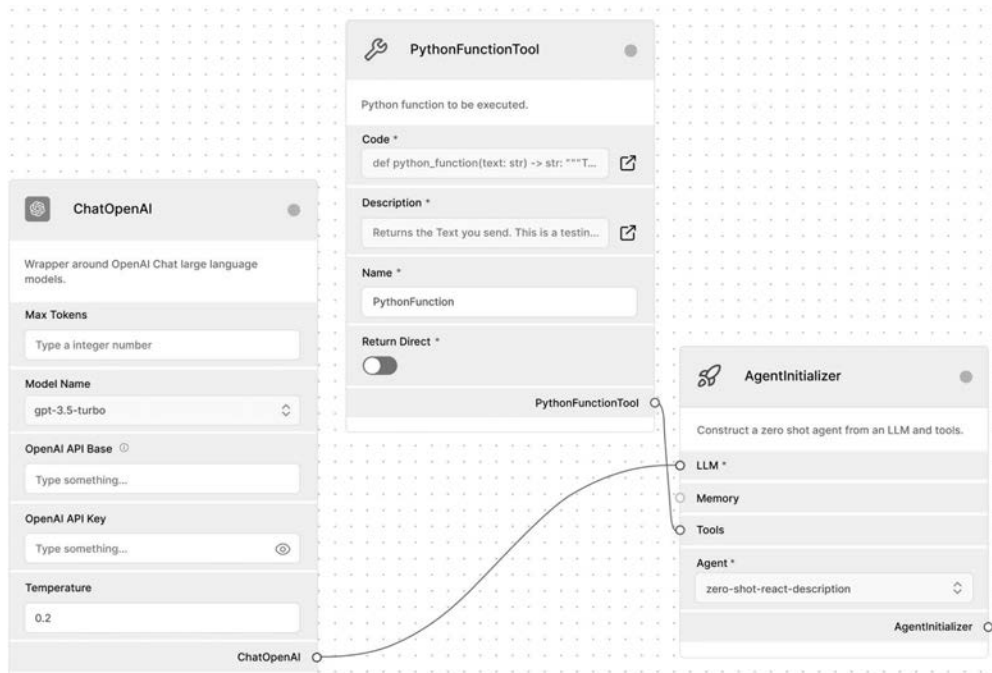 PythonFunctionTool
Python function to be executed.
Code *
def python_function(text: str) -> str: """T...
Description *
Returns the Text you send. This is a testin...
Name *
PythonFunction
Return Direct *
PythonFunctionTool
ChatOpenAI
Wrapper around OpenAI Chat large language
models.
Max Tokens
Type a integer number
Model Name
gpt-3.5-turbo
OpenAI API Base
Type something...
OpenAI API Key
Type something...
Temperature
0.2
ChatOpenAI
AgentInitializer
Construct a zero shot agent from an LLM and tools.
LLM *
Memory
Tools
Agent *
zero-shot-react-description
AgentInitializer